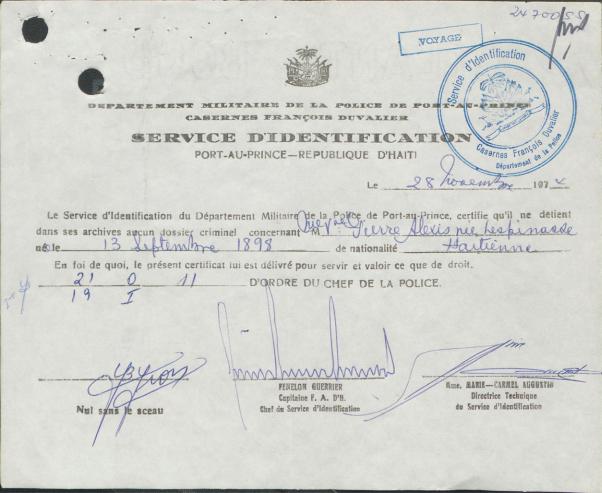 2470055
VOYAGE
Service d'Identification
Casernes François Duvalier
Département de la Police
DEPARTEMENT MILITAIRE DE LA POLICE DE PORT-AU-PRINCE
CASERNES FRANÇOIS DUVALIER
SERVICE D'IDENTIFICATION
PORT-AU-PRINCE—REPUBLIQUE D'HAITI
Le 28 Novembre 1974
Le Service d'Identification du Département Militaire de la Police de Port-au-Prince, certifie qu'il ne détient
dans ses archives aucun dossier criminel concernant M Pierre Alexis née Lespinasse
née le 13 Septembre 1898 de nationalité Haitienne
En foi de quoi, le présent certificat lui est délivré pour servir et valoir ce que de droit.
21 O 11 D'ORDRE DU CHEF DE LA POLICE.
19 I
FENELON GUERRIER
Capitaine F. A. D'H.
Chef du Service d'Identification
Mme. MARIE-CARMEL AUGUSTIN
Directrice Technique
du Service d'Identification
Nul sans le sceau